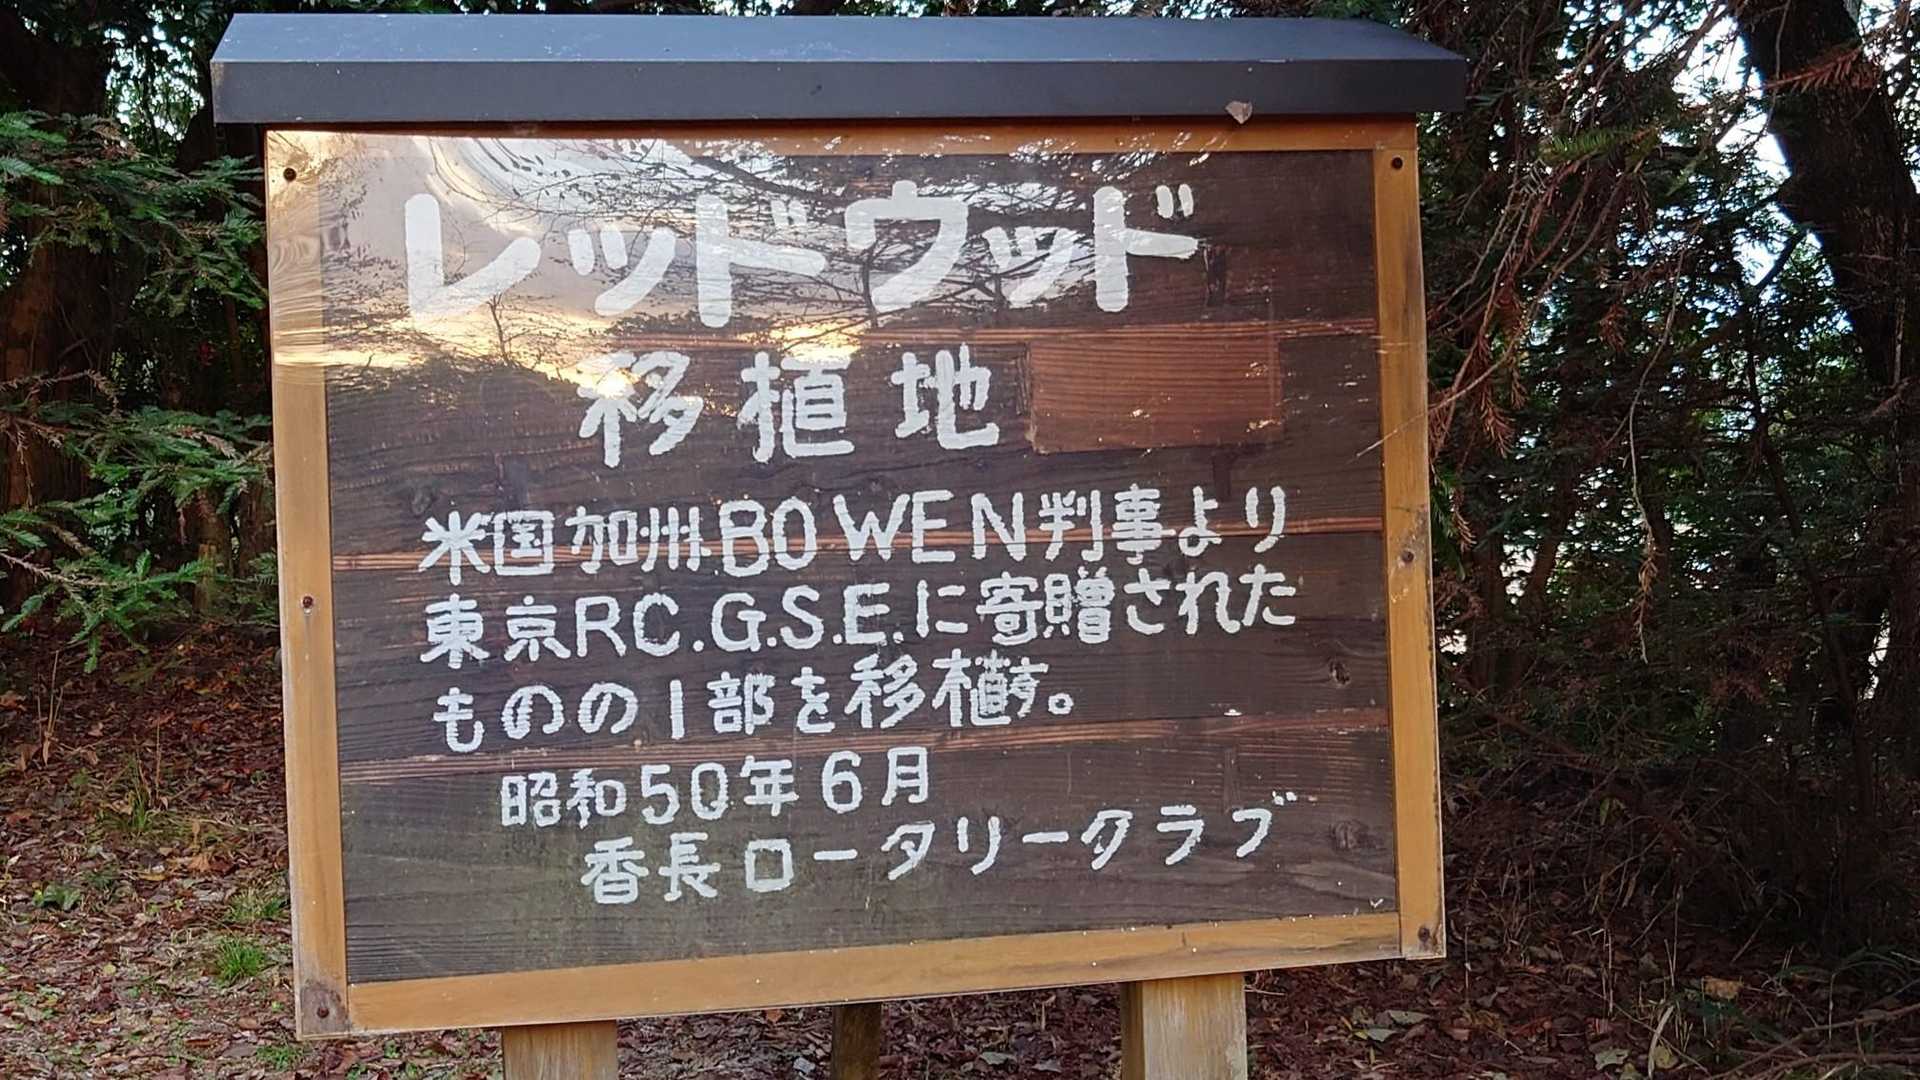 レッドウッド
移植地
米国加州BOWEN判事より
東京RC.G.S.E.に寄贈された
ものの1部を移植す。
昭和50年6月
香長ロータリークラブ